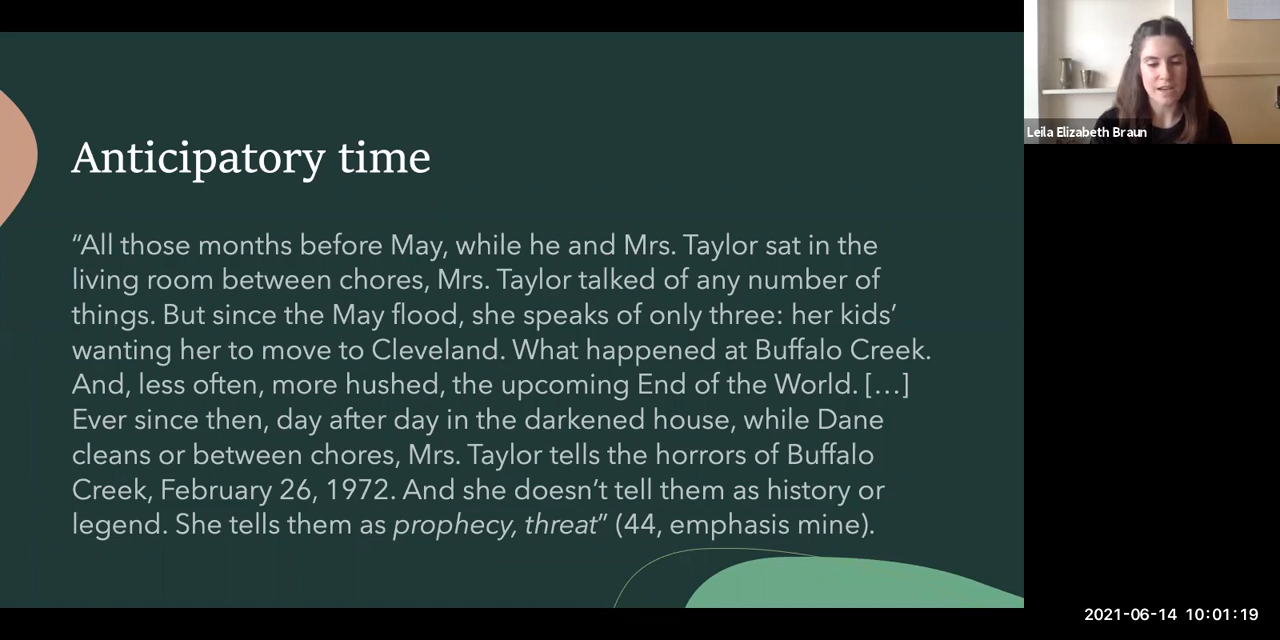 Anticipatory time
“All those months before May, while he and Mrs. Taylor sat in the
living room between chores, Mrs. Taylor talked of any number of
things. But since the May flood, she speaks of only three: her kids’
wanting her to move to Cleveland. What happened at Buffalo Creek.
And, less often, more hushed, the upcoming End of the World. […]
Ever since then, day after day in the darkened house, while Dane
cleans or between chores, Mrs. Taylor tells the horrors of Buffalo
Creek, February 26, 1972. And she doesn’t tell them as history or
legend. She tells them as prophecy, threat” (44, emphasis mine).
Leila Elizabeth Braun
2021-06-14 10:01:19